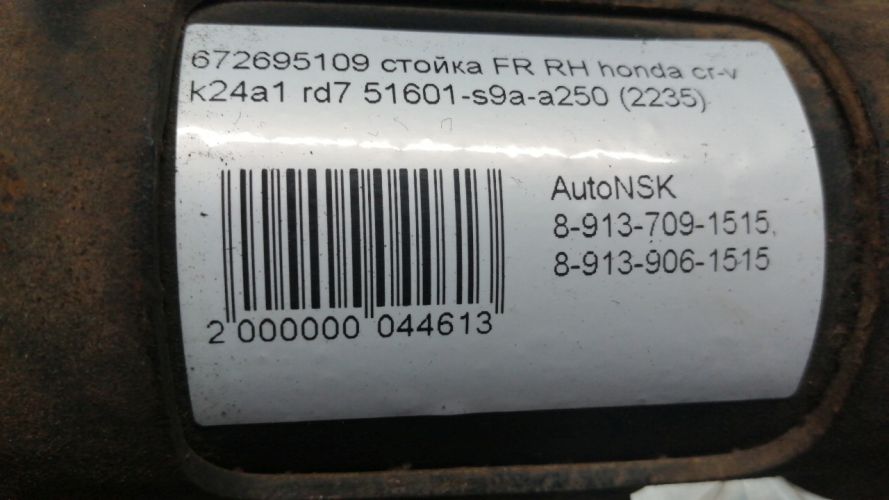 672695109 стойка FR RH honda cr-v
k24a1 rd7 51601-s9a-a250 (2235)
AutoNSK
8-913-709-1515,
8-913-906-1515
2 000000 044613